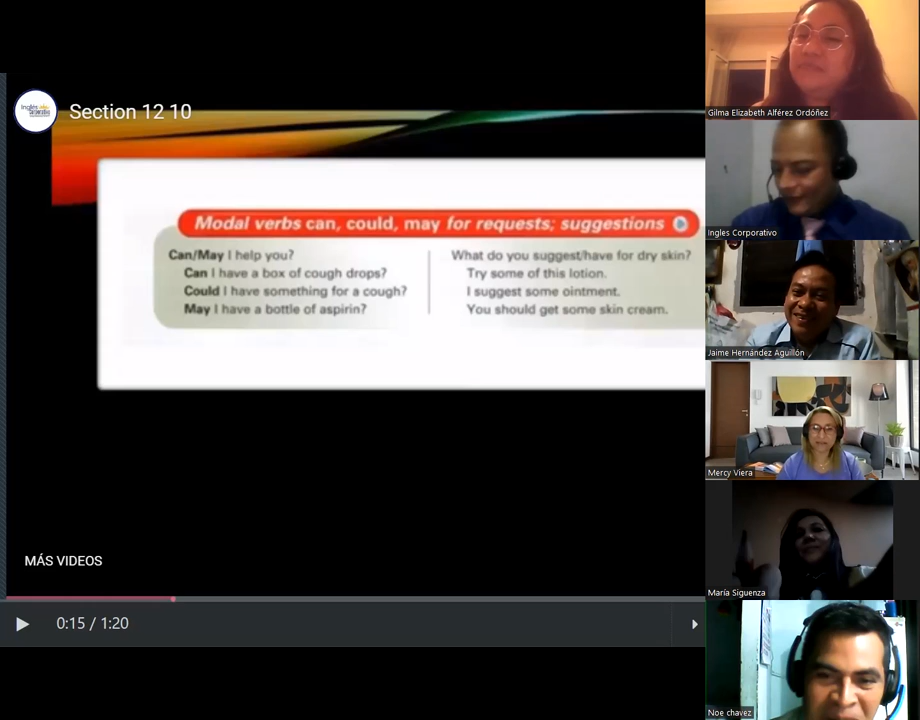 Section 12 10
Modal verbs can, could, may for requests; suggestions
Can/May I help you?
Can I have a box of cough drops?
Could I have something for a cough?
May I have a bottle of aspirin?
What do you suggest/have for dry skin?
Try some of this lotion.
I suggest some ointment.
You should get some skin cream.
MÁS VIDEOS
0:15 / 1:20
Gilma Elizabeth Alférez Ordóñez
Ingles Corporativo
Jaime Hernández Aguillón
Mercy Viera
María Siguenza
Noe chavez